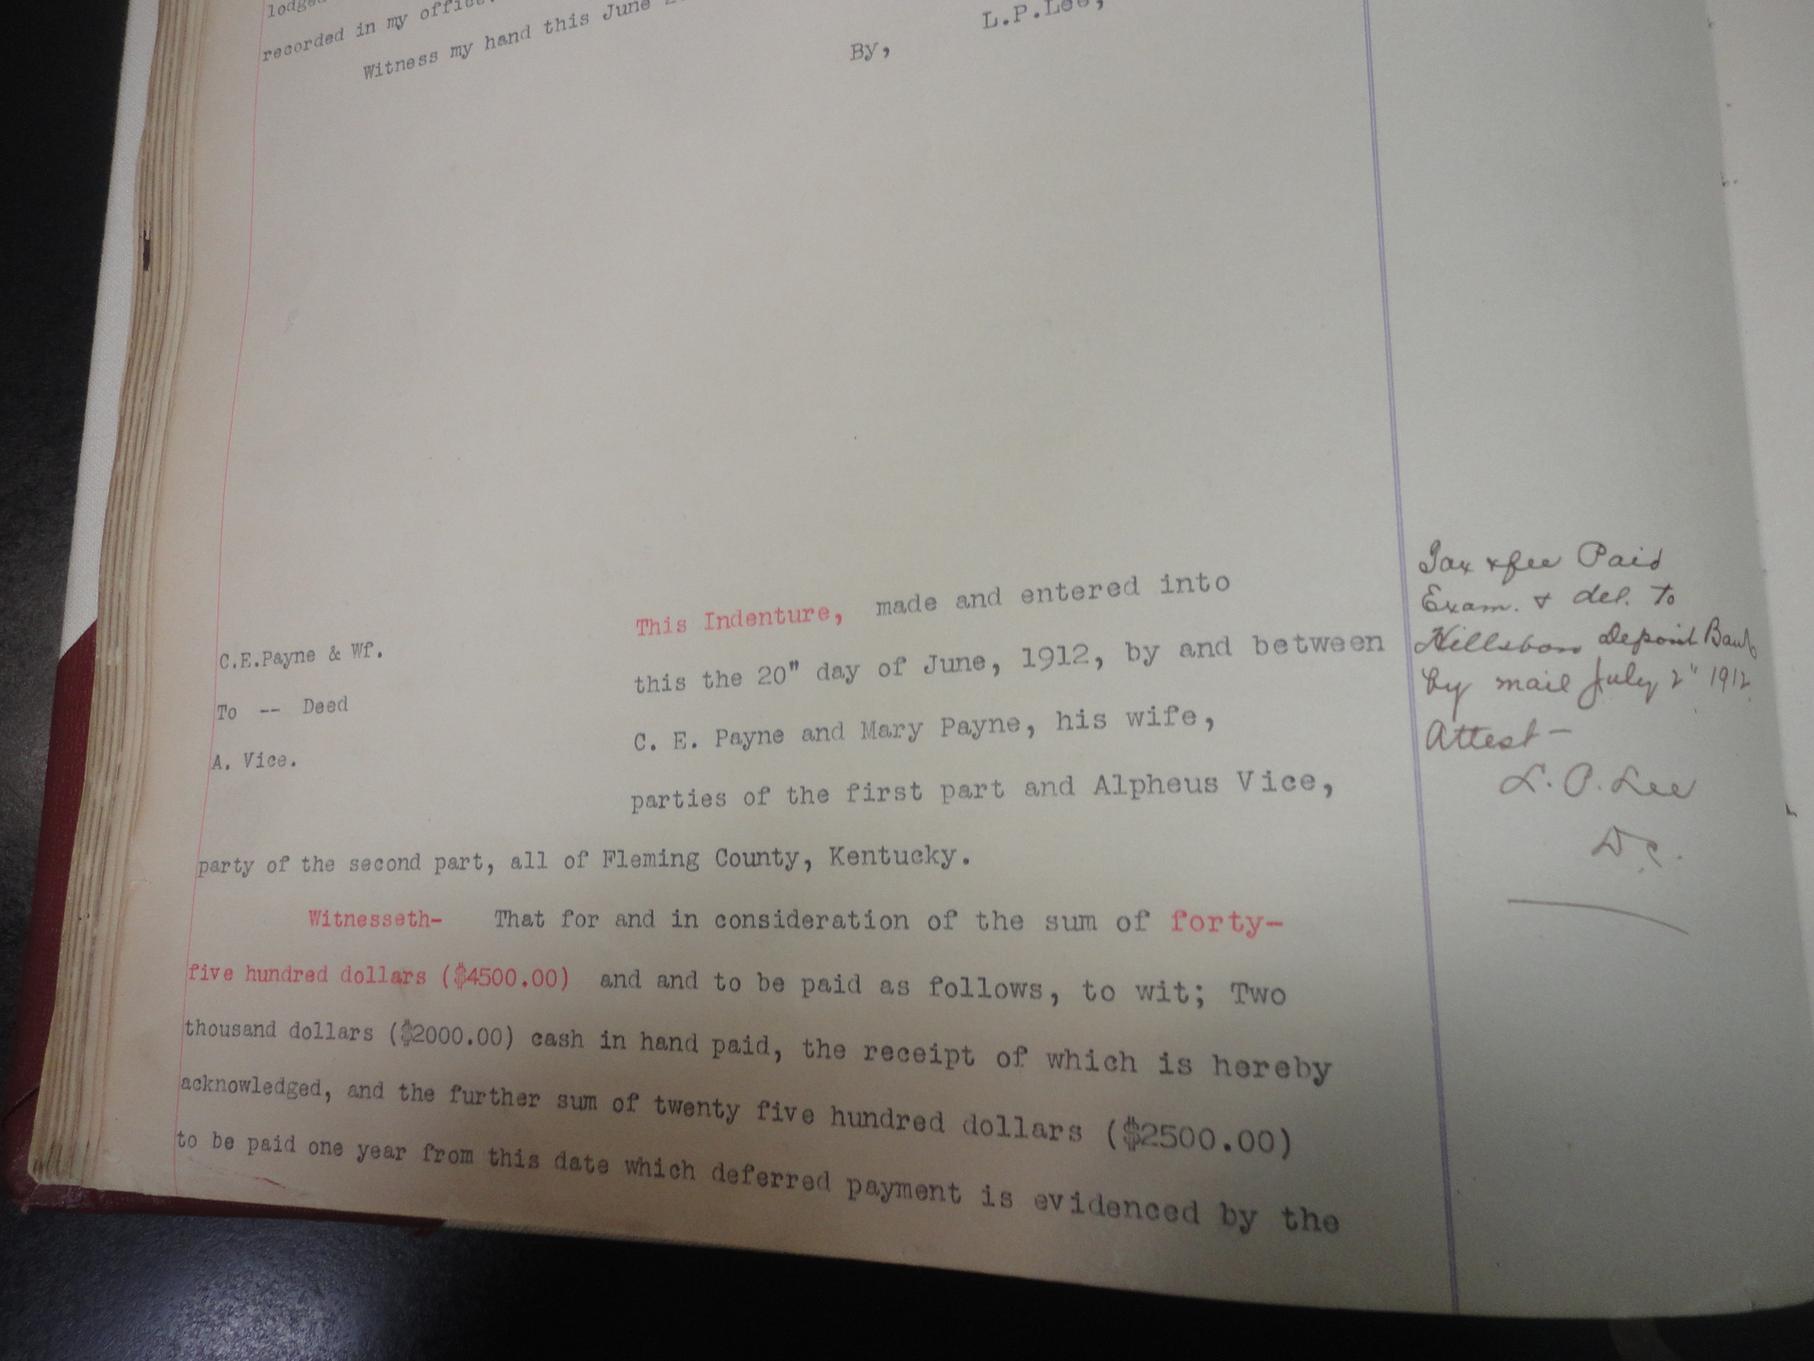 recorded in my office.
Witness my hand this June
L.P.Lee,
By,
C.E.Payne & Wf.
To -- Deed
A. Vice.
This Indenture, made and entered into
this the 20" day of June, 1912, by and between
C. E. Payne and Mary Payne, his wife,
parties of the first part and Alpheus Vice,
party of the second part, all of Fleming County, Kentucky.
Witnesseth- That for and in consideration of the sum of forty-
five hundred dollars ($4500.00) and and to be paid as follows, to wit; Two
thousand dollars ($2000.00) cash in hand paid, the receipt of which is hereby
acknowledged, and the further sum of twenty five hundred dollars ($2500.00)
to be paid one year from this date which deferred payment is evidenced by the
Tax & fee Paid
Exam. & del. To
Hillsboro Deposit Bank
by mail July 2" 1912
Attest-
L. P. Lee
D.C.